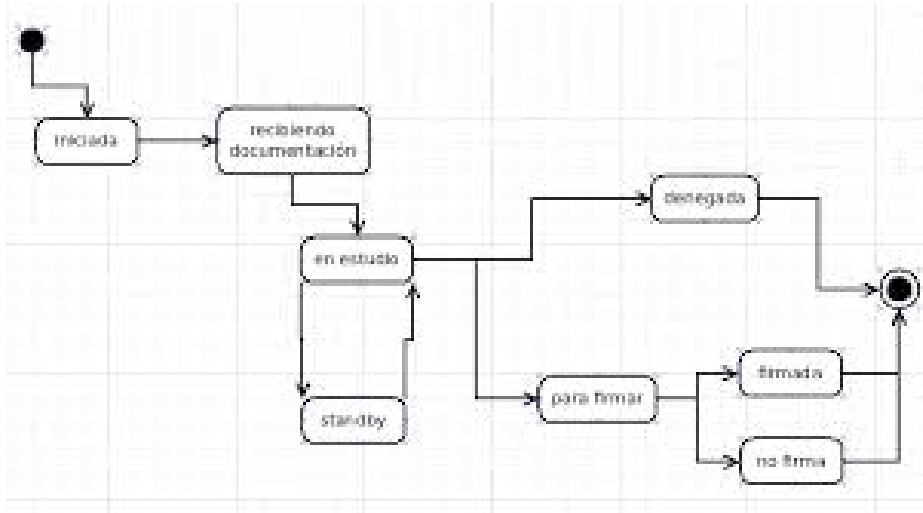 iniciada
recibiendo
documentación
en estudio
standby
denegada
para firmar
firmada
no firma